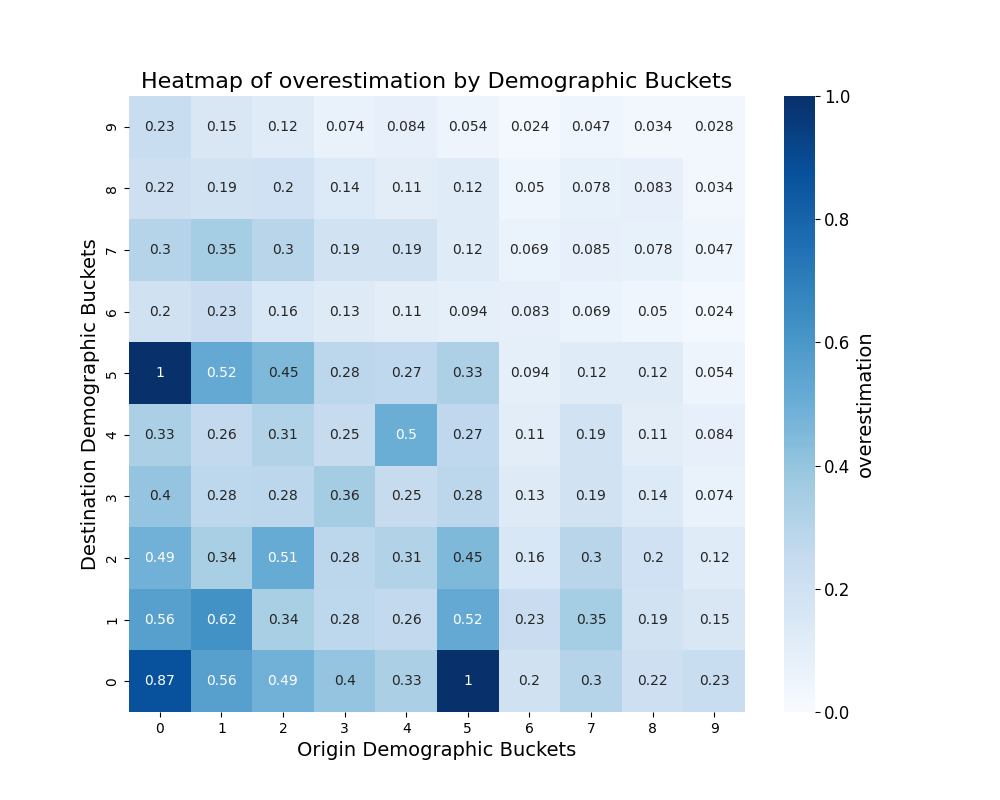 Heatmap of overestimation by Demographic Buckets
Destination Demographic Buckets
9 0.23 0.15 0.12 0.074 0.084 0.054 0.024 0.047 0.034 0.028
8 0.22 0.19 0.2 0.14 0.11 0.12 0.05 0.078 0.083 0.034
7 0.3 0.35 0.3 0.19 0.19 0.12 0.069 0.085 0.078 0.047
6 0.2 0.23 0.16 0.13 0.11 0.094 0.083 0.069 0.05 0.024
5 1 0.52 0.45 0.28 0.27 0.33 0.094 0.12 0.12 0.054
4 0.33 0.26 0.31 0.25 0.5 0.27 0.11 0.19 0.11 0.084
3 0.4 0.28 0.28 0.36 0.25 0.28 0.13 0.19 0.14 0.074
2 0.49 0.34 0.51 0.28 0.31 0.45 0.16 0.3 0.2 0.12
1 0.56 0.62 0.34 0.28 0.26 0.52 0.23 0.35 0.19 0.15
0 0.87 0.56 0.49 0.4 0.33 1 0.2 0.3 0.22 0.23
0 1 2 3 4 5 6 7 8 9
Origin Demographic Buckets
1.0
0.8
0.6
0.4
0.2
0.0
overestimation